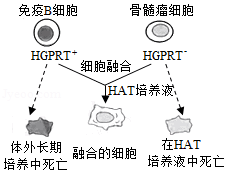 免疫B细胞 骨髓瘤细胞
HGPRT⁺ HGPRT⁻
细胞融合
HAT培养液
体外长期 融合的细胞 在HAT
培养中死亡 培养液中死亡